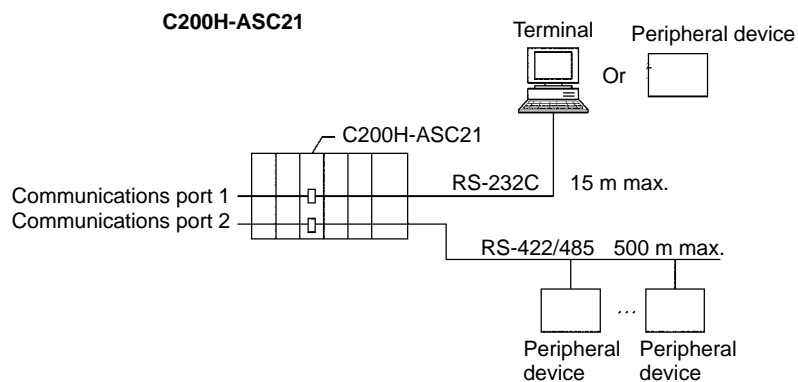 C200H-ASC21
Terminal
Peripheral device
Or
C200H-ASC21
RS-232C 15 m max.
Communications port 1
Communications port 2
RS-422/485 500 m max.
...
Peripheral device
Peripheral device